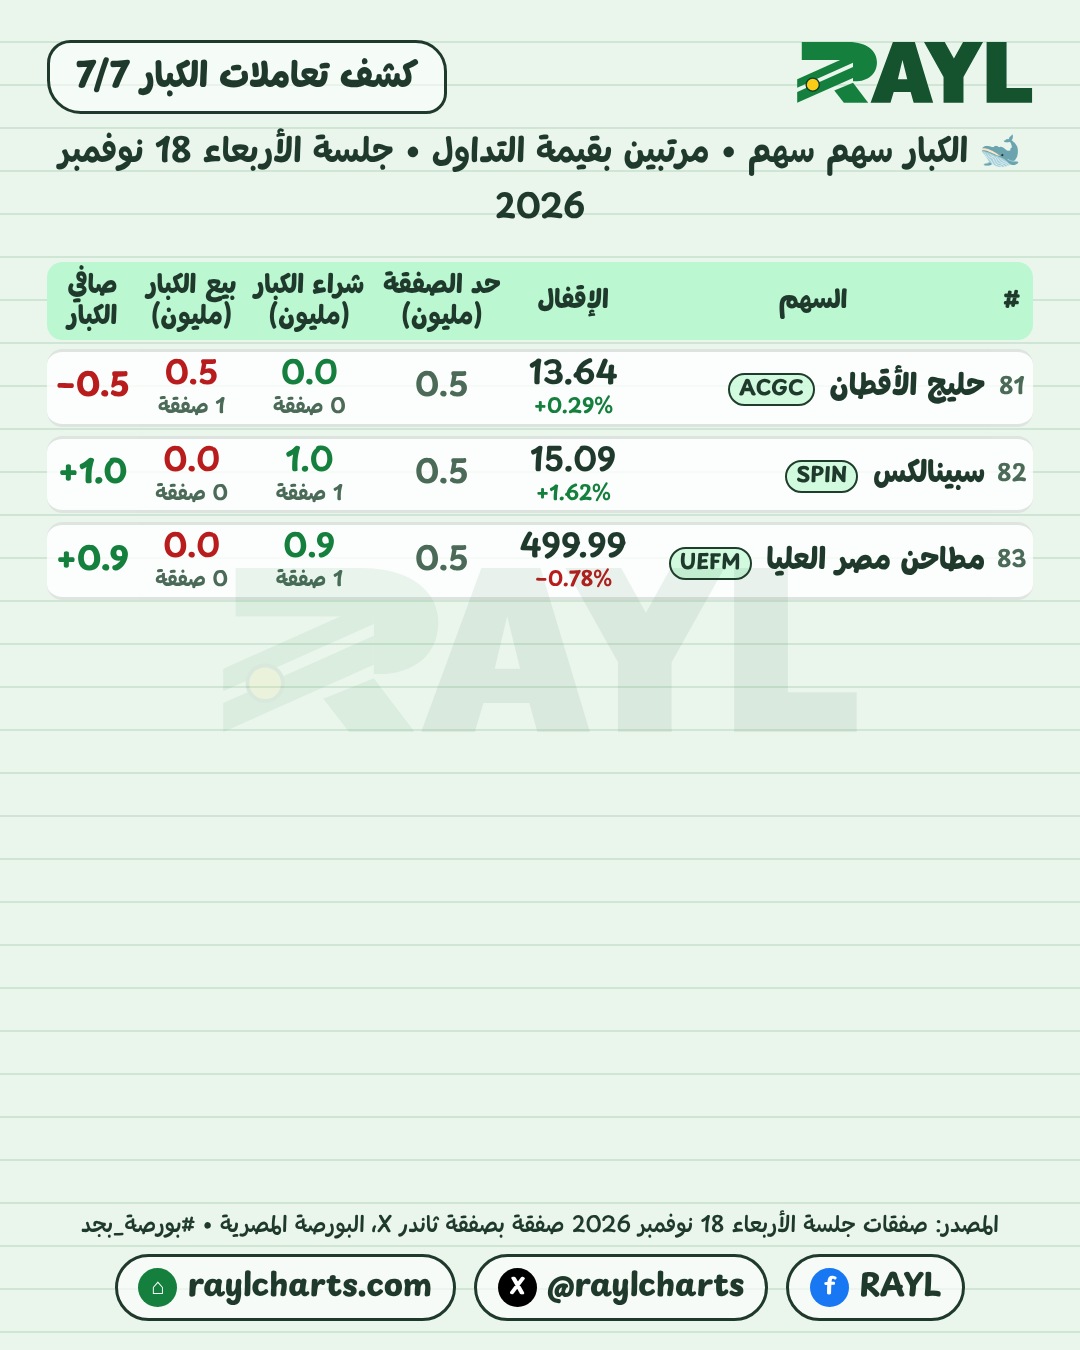 RAYL
كشف تعاملات الكبار 7/7
🐳 الكبار سهم سهم • مرتبين بقيمة التداول • جلسة الأربعاء 18 نوفمبر
2026
# السهم الإقفال حد الصفقة (مليون) شراء الكبار (مليون) بيع الكبار (مليون) صافي الكبار
81 حليج الأقطان ACGC 13.64 +0.29% 0.5 0.0 0 صفقة 0.5 1 صفقة −0.5
82 سبينالكس SPIN 15.09 +1.62% 0.5 1.0 1 صفقة 0.0 0 صفقة +1.0
83 مطاحن مصر العليا UEFM 499.99 −0.78% 0.5 0.9 1 صفقة 0.0 0 صفقة +0.9
RAYL
المصدر: صفقات جلسة الأربعاء 18 نوفمبر 2026 صفقة بصفقة ثاندر X، البورصة المصرية • #بورصة_بجد
raylcharts.com
X @raylcharts
f RAYL